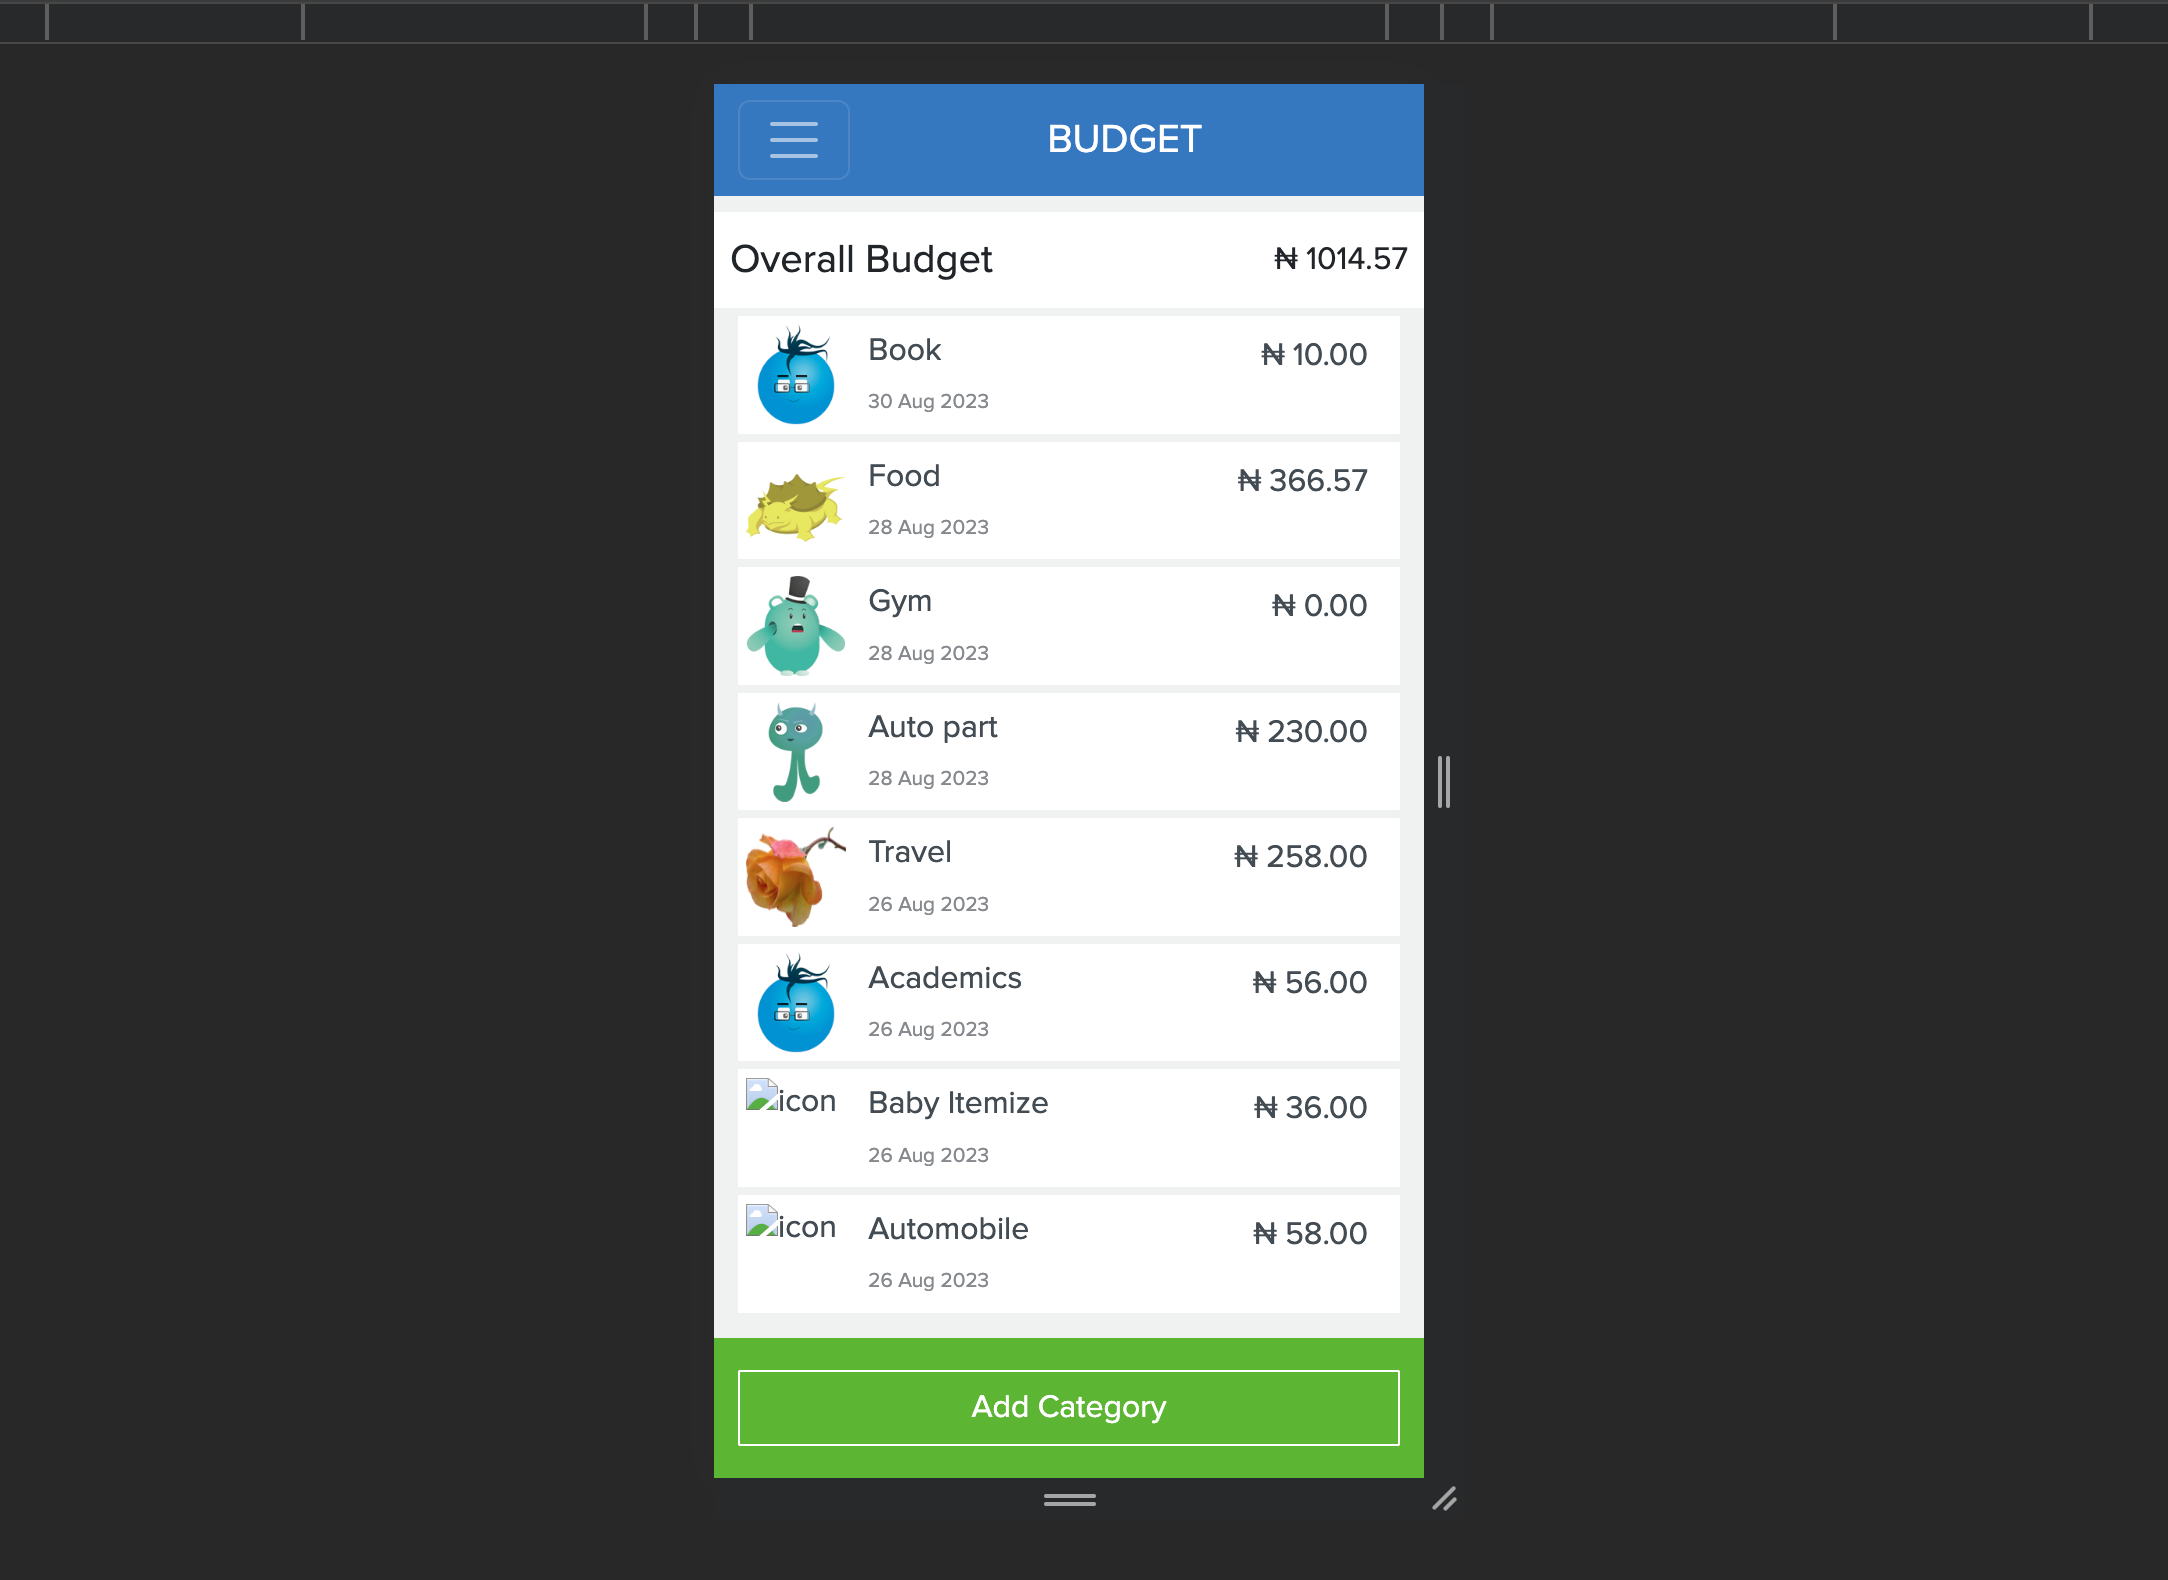 BUDGET
Overall Budget ₦ 1014.57
Book ₦ 10.00
30 Aug 2023
Food ₦ 366.57
28 Aug 2023
Gym ₦ 0.00
28 Aug 2023
Auto part ₦ 230.00
28 Aug 2023
Travel ₦ 258.00
26 Aug 2023
Academics ₦ 56.00
26 Aug 2023
icon Baby Itemize ₦ 36.00
26 Aug 2023
icon Automobile ₦ 58.00
26 Aug 2023
Add Category